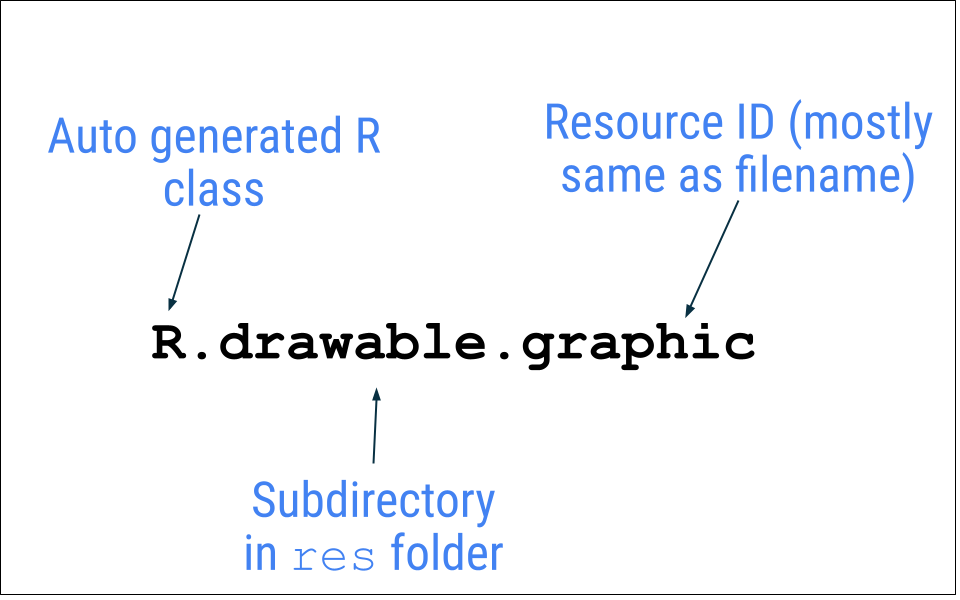 Auto generated R
class
Resource ID (mostly
same as filename)
R.drawable.graphic
Subdirectory
in res folder